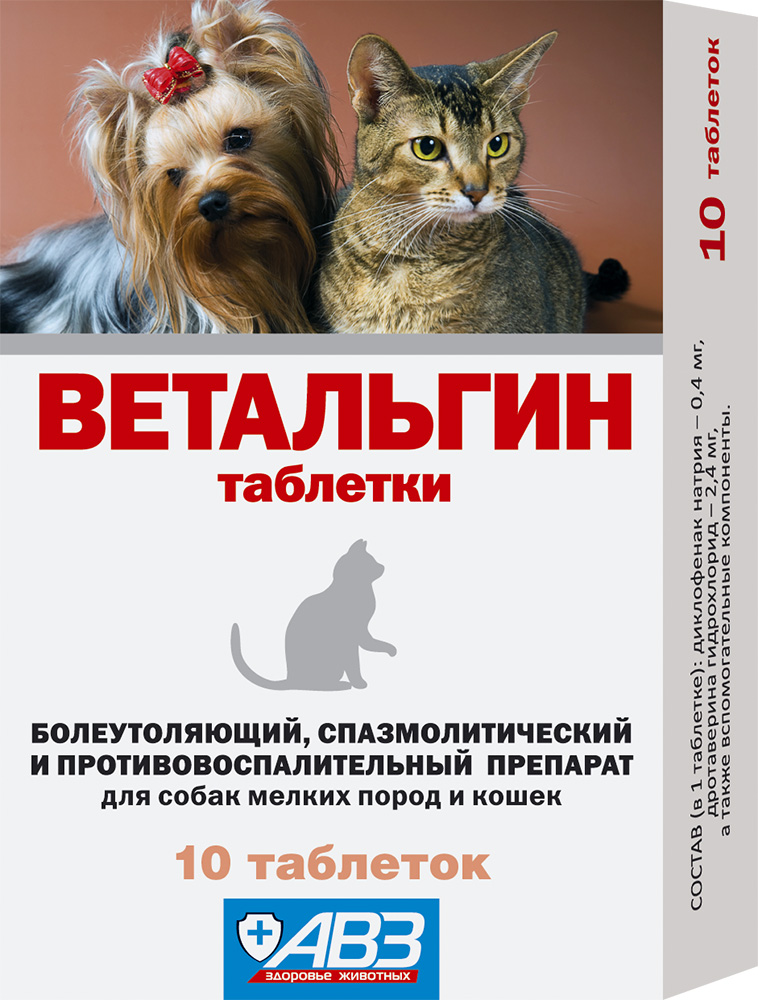 ВЕТАЛЬГИН
таблетки
БОЛЕУТОЛЯЮЩИЙ, СПАЗМОЛИТИЧЕСКИЙ
И ПРОТИВОВОСПАЛИТЕЛЬНЫЙ ПРЕПАРАТ
для собак мелких пород и кошек
10 таблеток
АВЗ
ЗДОРОВЬЕ ЖИВОТНЫХ
10 таблеток
СОСТАВ (в 1 таблетке): диклофенак натрия – 0,4 мг,
дротаверина гидрохлорид – 2,4 мг,
а также вспомогательные компоненты.